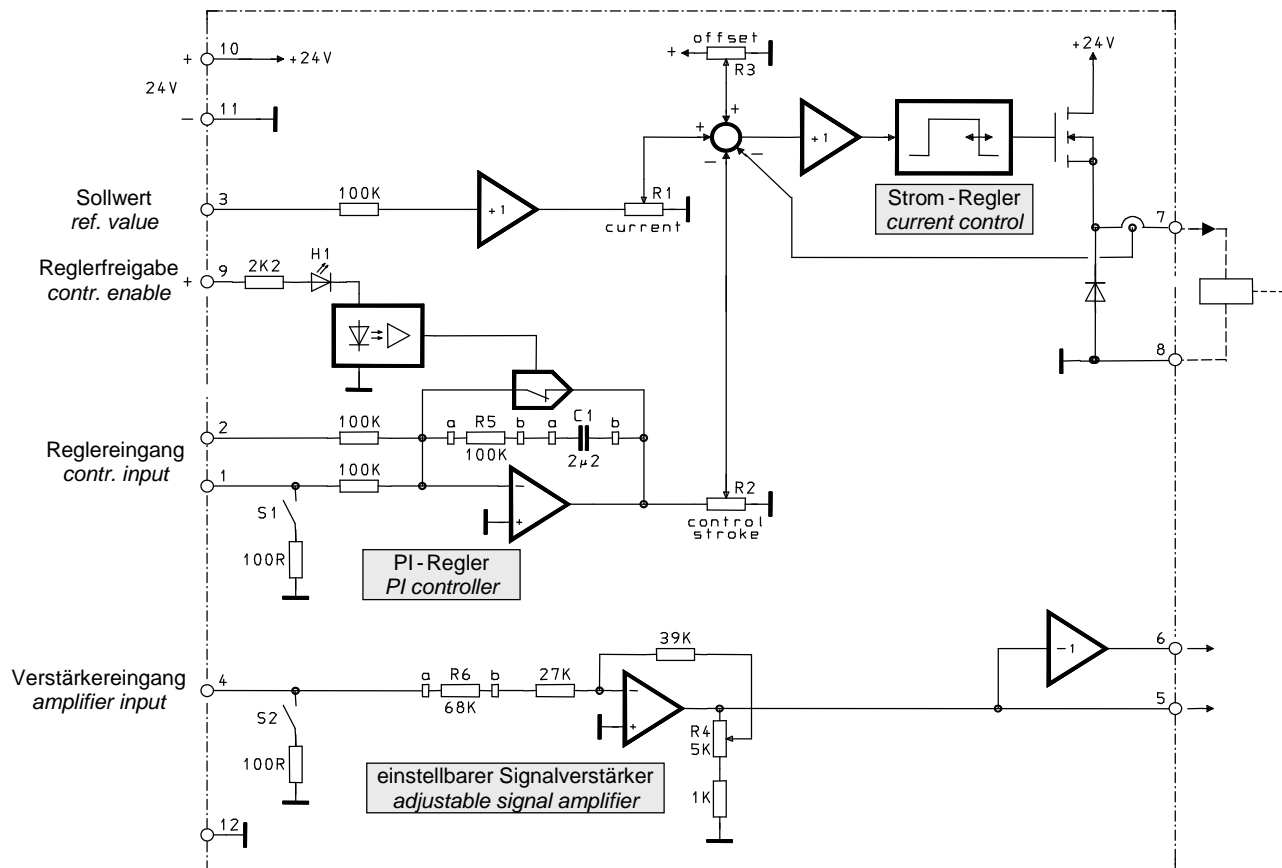 offset
+
+24V
10
+
+24V
R3
24V
11
+
+
–
–
+1
–
Strom - Regler
current control
Sollwert
ref. value
3
100K
+1
R1
current
7
Reglerfreigabe
contr. enable
9
+
2K2
H1
8
Reglereingang
contr. input
2
100K
a
R5
100K
b
a
C1
2µ2
b
1
100K
–
+
R2
control
stroke
S1
100R
PI - Regler
PI controller
39K
–1
6
Verstärkereingang
amplifier input
4
a
R6
68K
b
27K
–
+
5
S2
R4
5K
100R
einstellbarer Signalverstärker
adjustable signal amplifier
1K
12